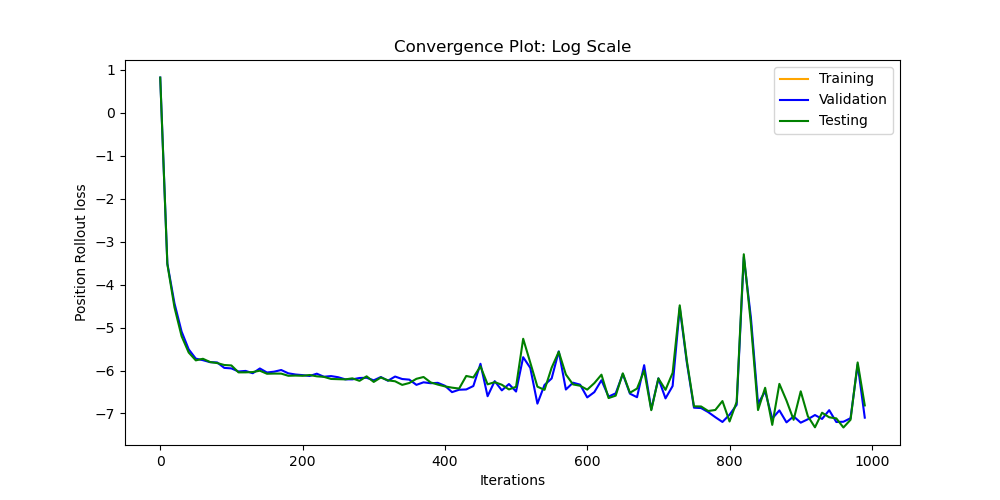 Convergence Plot: Log Scale
Training
Validation
Testing
1
0
−1
−2
−3
−4
−5
−6
−7
Position Rollout loss
0 200 400 600 800 1000
Iterations